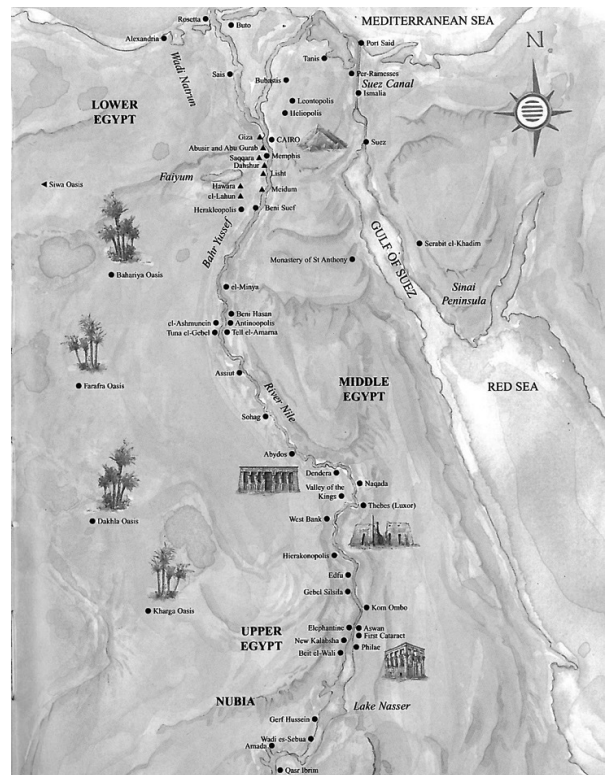 MEDITERRANEAN SEA
Rosetta
Buto
Alexandria
Port Said
N
Wadi Natrun
Tanis
Sais
Bubastis
Per-Ramesses
Suez Canal
Ismalia
LOWER
EGYPT
Leontopolis
Heliopolis
Giza
CAIRO
Suez
Abusir and Abu Gurab
Saqqara
Memphis
Dahshur
Lisht
Faiyum
Siwa Oasis
Hawara
Meidum
el-Lahun
Herakleopolis
Beni Suef
Bahr Yussef
GULF OF SUEZ
Serabit el-Khadim
Monastery of St Anthony
Bahariya Oasis
Sinai
Peninsula
el-Minya
Beni Hasan
el-Ashmunein
Antinoopolis
Tuna el-Gebel
Tell el-Amarna
Assiut
River Nile
MIDDLE
EGYPT
Farafra Oasis
RED SEA
Sohag
Abydos
Dendera
Naqada
Valley of the
Kings
Thebes (Luxor)
West Bank
Dakhla Oasis
Hierakonopolis
Edfu
Gebel Silsila
Kharga Oasis
Kom Ombo
UPPER
EGYPT
Elephantine
Aswan
First Cataract
New Kalabsha
Philae
Beit el-Wali
NUBIA
Lake Nasser
Gerf Hussein
Wadi es-Sebua
Amada
Qasr Ibrim